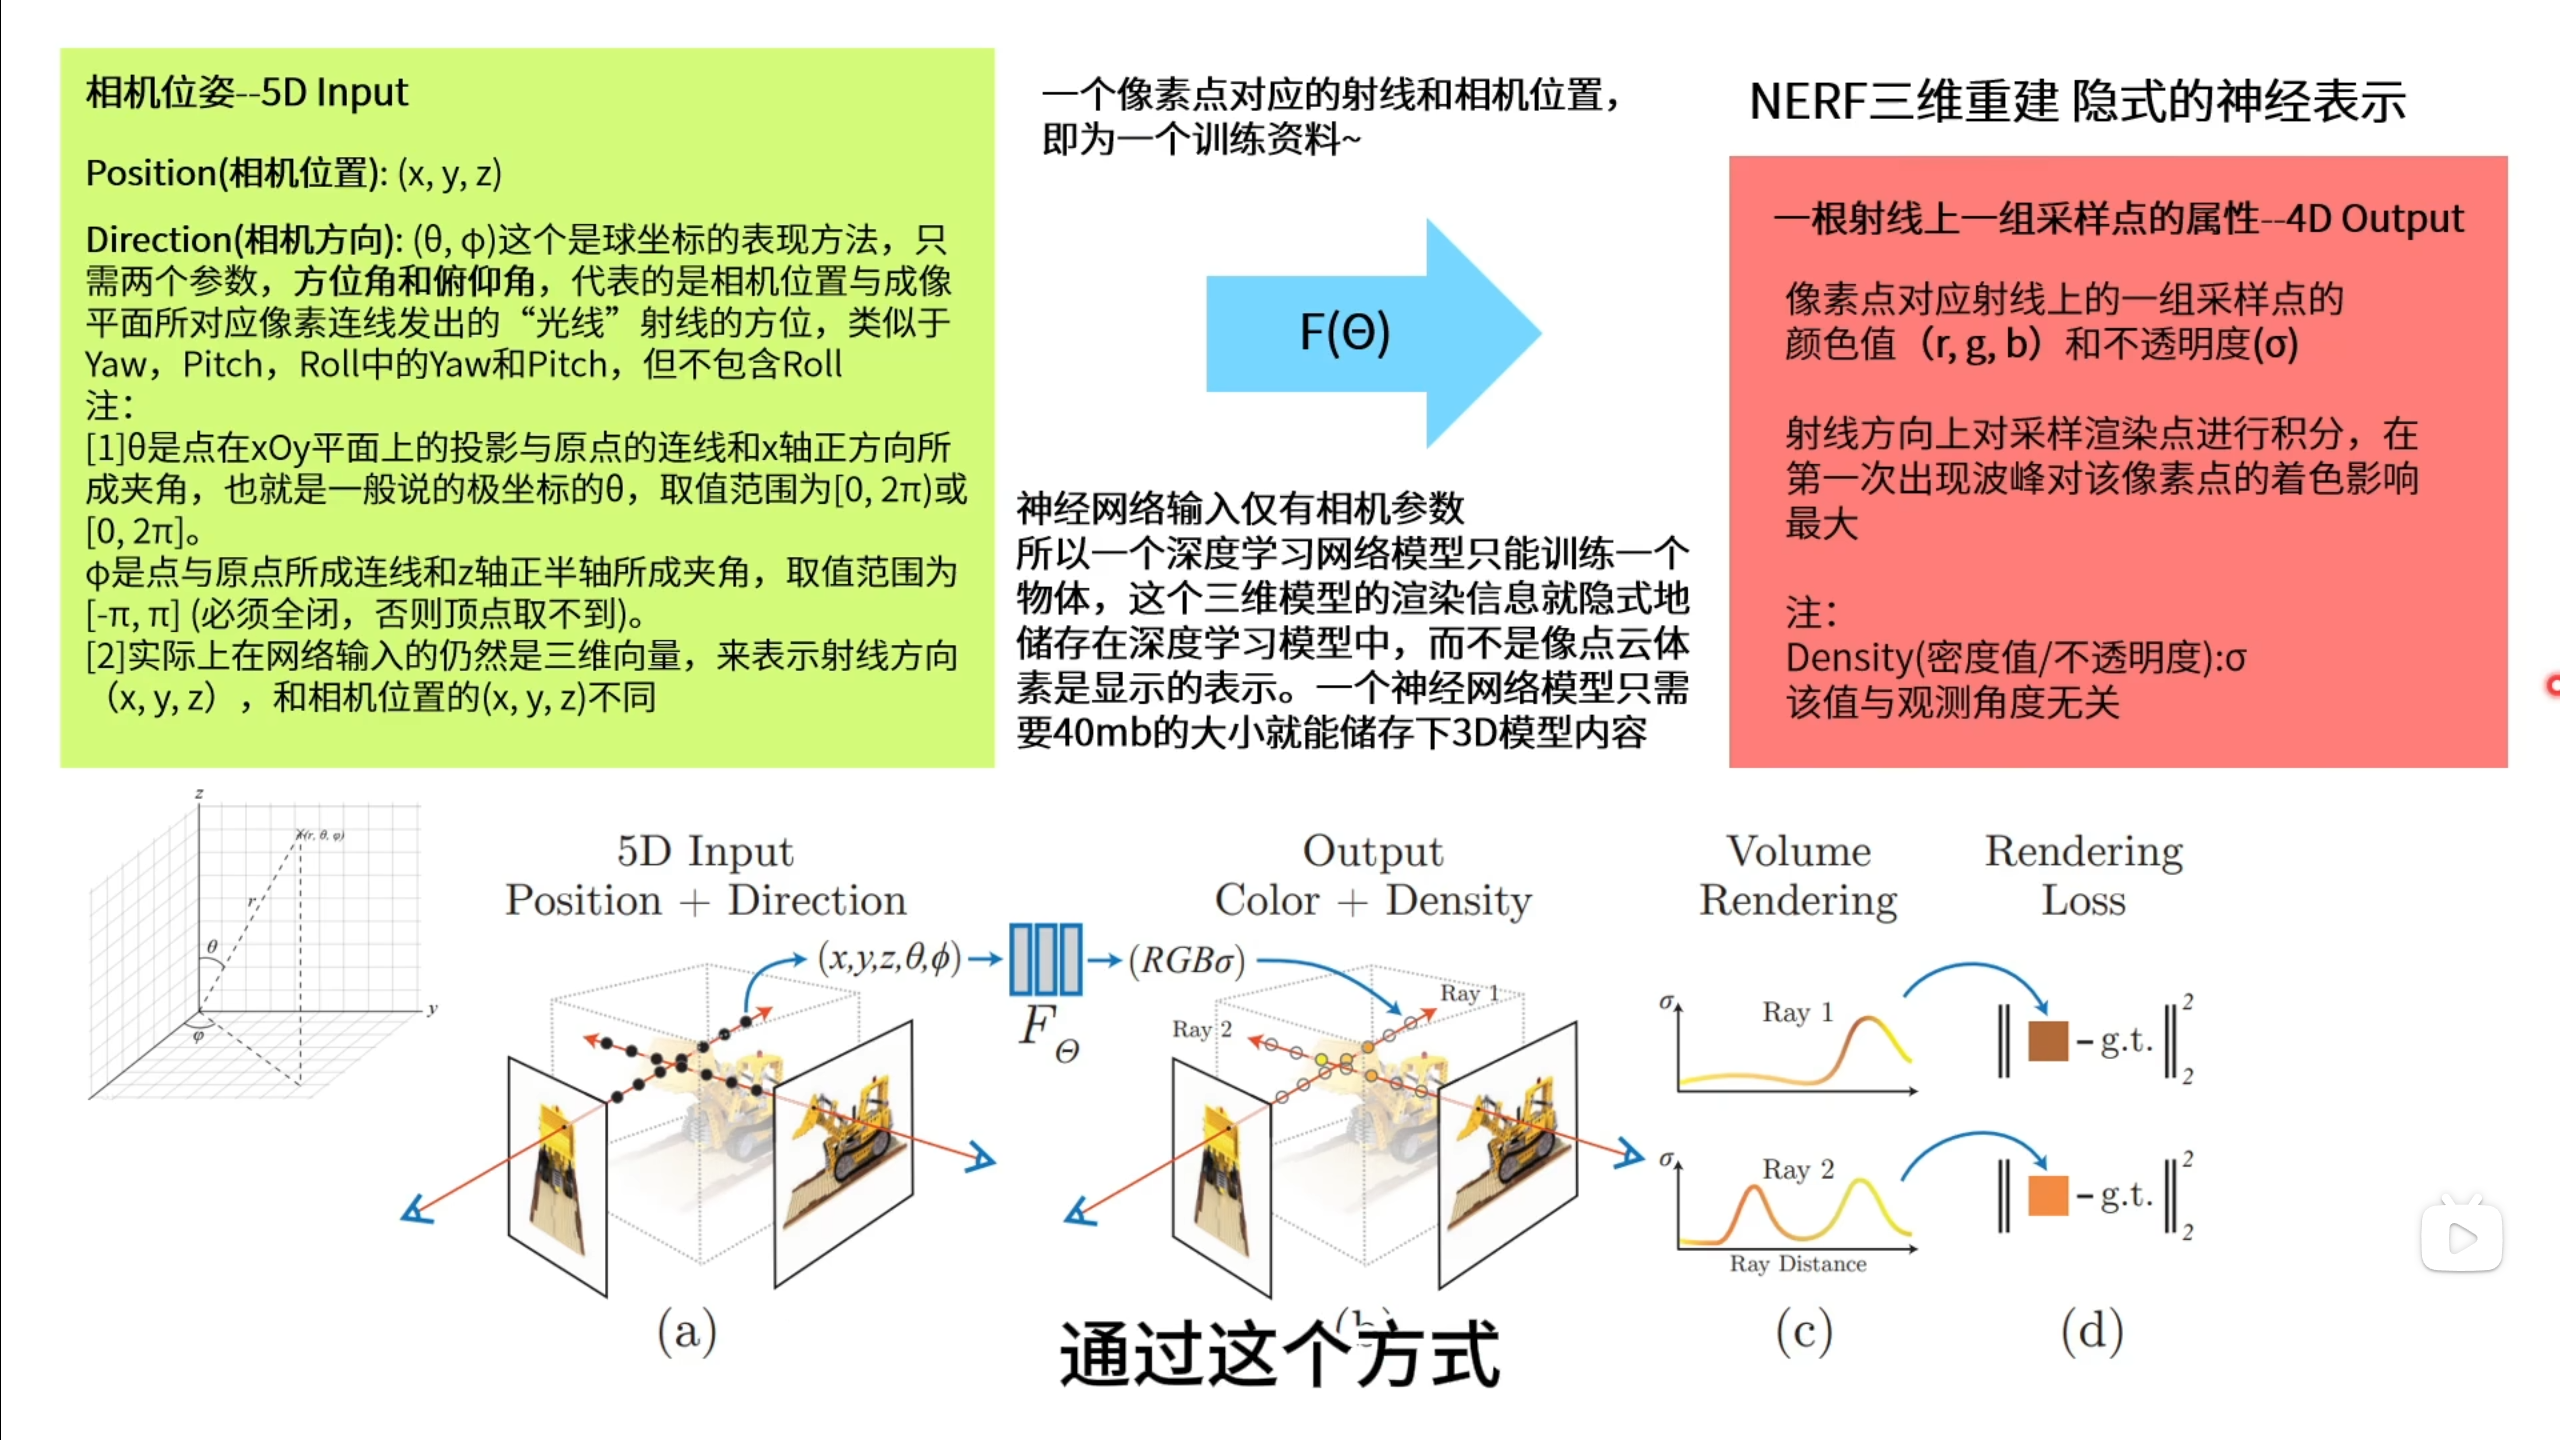 相机位姿--5D Input
Position(相机位置): (x, y, z)
Direction(相机方向): (θ, φ)这个是球坐标的表现方法，只
需两个参数，方位角和俯仰角，代表的是相机位置与成像
平面所对应像素连线发出的“光线”射线的方位，类似于
Yaw，Pitch，Roll中的Yaw和Pitch，但不包含Roll
注：
[1]θ是点在xOy平面上的投影与原点的连线和x轴正方向所
成夹角，也就是一般说的极坐标的θ，取值范围为[0, 2π)或
[0, 2π]。
φ是点与原点所成连线和z轴正半轴所成夹角，取值范围为
[-π, π] (必须全闭，否则顶点取不到)。
[2]实际上在网络输入的仍然是三维向量，来表示射线方向
（x, y, z），和相机位置的(x, y, z)不同
一个像素点对应的射线和相机位置，
即为一个训练资料~
F(Θ)
神经网络输入仅有相机参数
所以一个深度学习网络模型只能训练一个
物体，这个三维模型的渲染信息就隐式地
储存在深度学习模型中，而不是像点云体
素是显示的表示。一个神经网络模型只需
要40mb的大小就能储存下3D模型内容
NERF三维重建 隐式的神经表示
一根射线上一组采样点的属性--4D Output
像素点对应射线上的一组采样点的
颜色值（r, g, b）和不透明度(σ)
射线方向上对采样渲染点进行积分，在
第一次出现波峰对该像素点的着色影响
最大
注：
Density(密度值/不透明度):σ
该值与观测角度无关
z
(r, θ, φ)
r
θ
y
φ
5D Input
Position + Direction
(x,y,z,θ,ϕ)
F Θ
(RGBσ)
Output
Color + Density
Ray 1
Ray 2
Volume
Rendering
σ
Ray 1
σ
Ray 2
Ray Distance
Rendering
Loss
‖ - g.t. ‖ 2 2
‖ - g.t. ‖ 2 2
(a)
(b)
(c)
(d)
通过这个方式